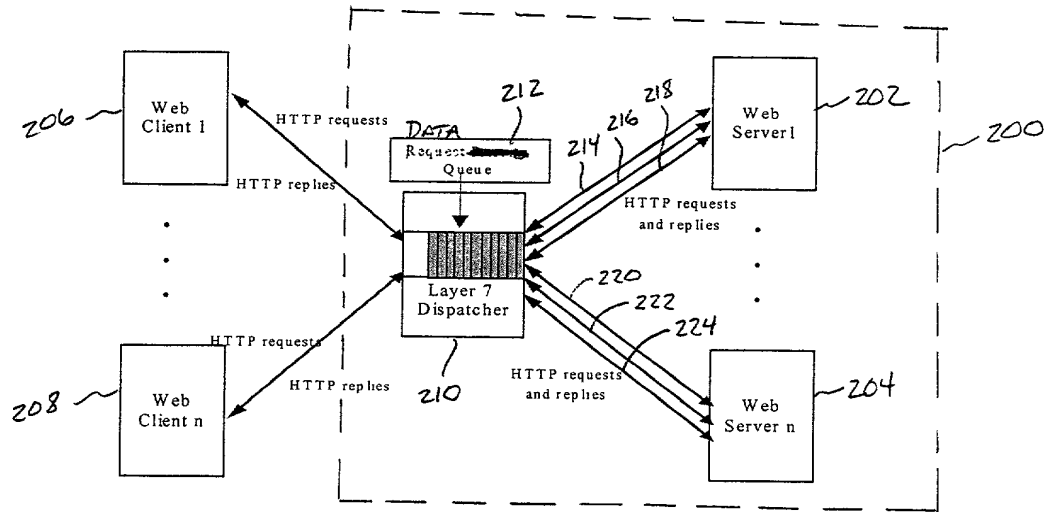 206
Web
Client 1
HTTP requests
HTTP replies
212
DATA
Request
Queue
214
216
218
HTTP requests
and replies
Web
Server1
202
200
Layer 7
Dispatcher
210
220
222
224
HTTP requests
and replies
HTTP requests
HTTP replies
208
Web
Client n
Web
Server n
204